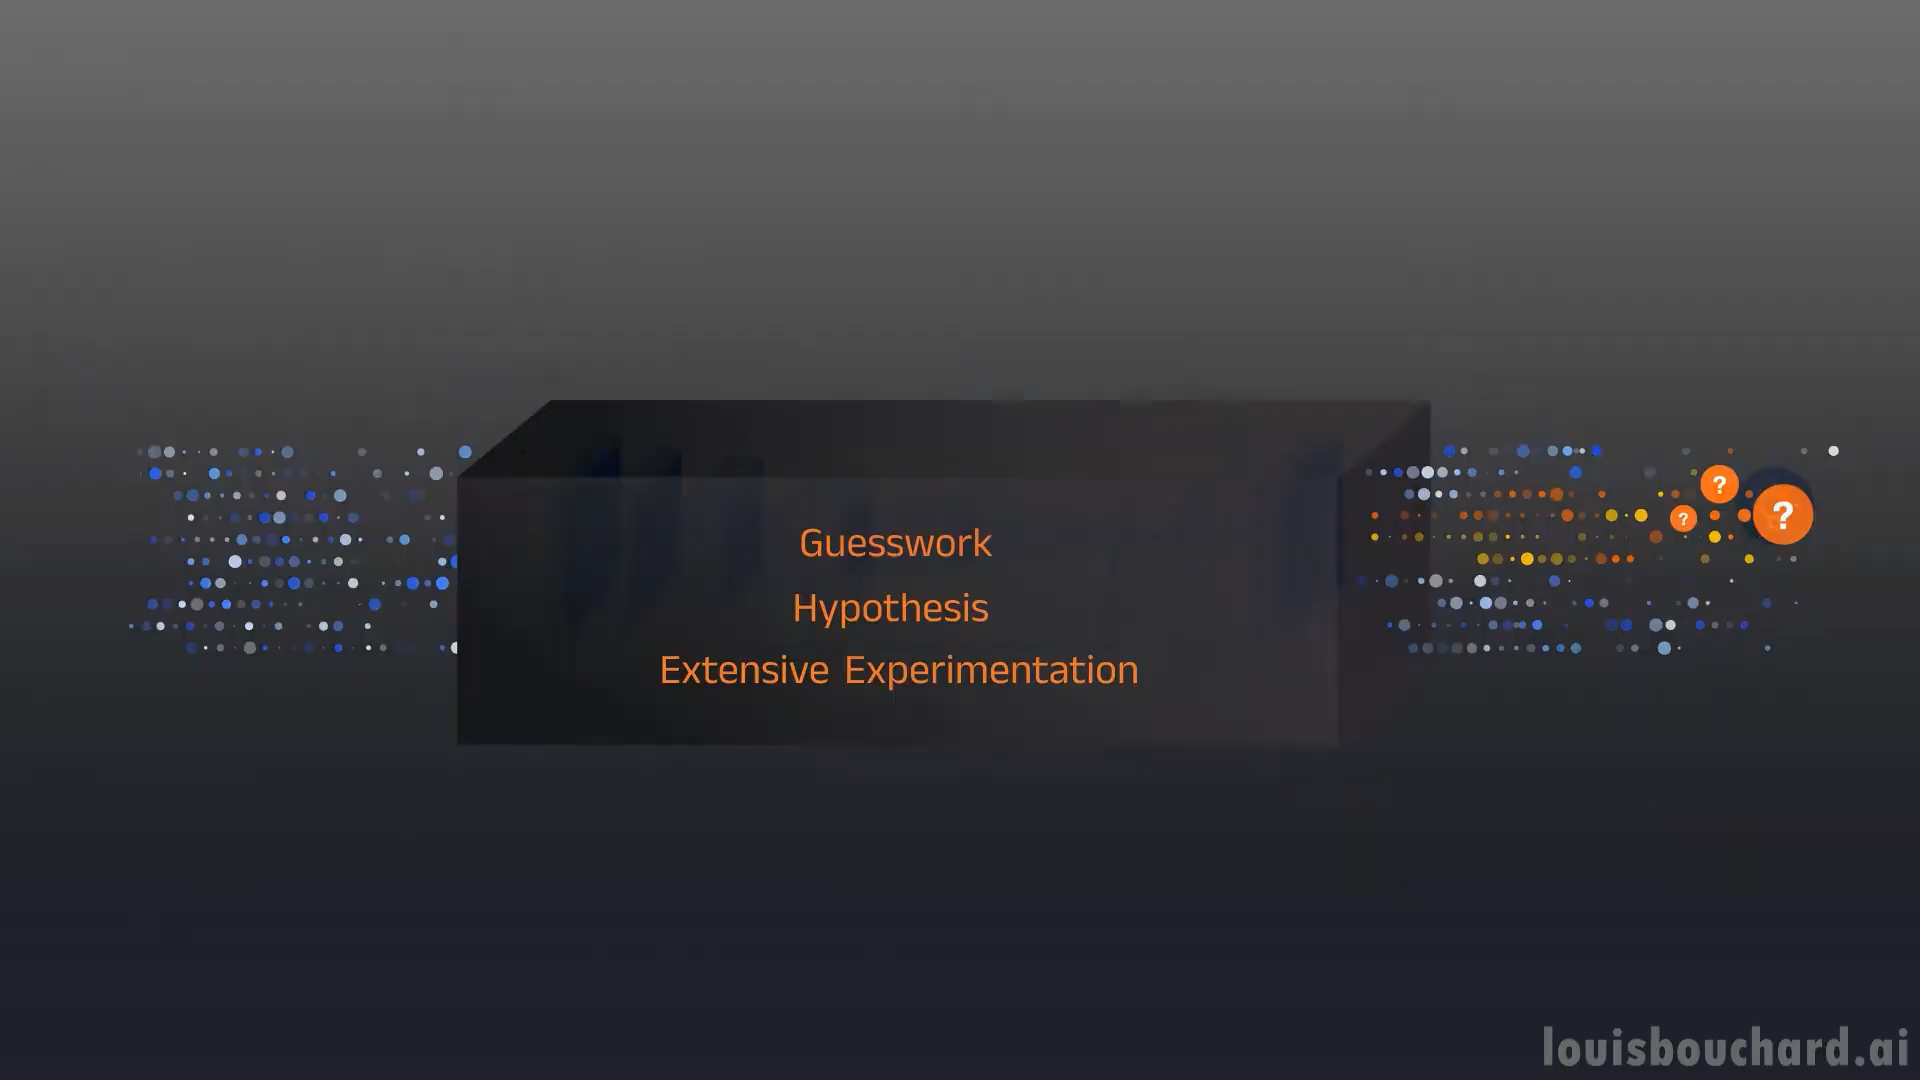 ?
?
?
Guesswork
Hypothesis
Extensive Experimentation
louisbouchard.ai